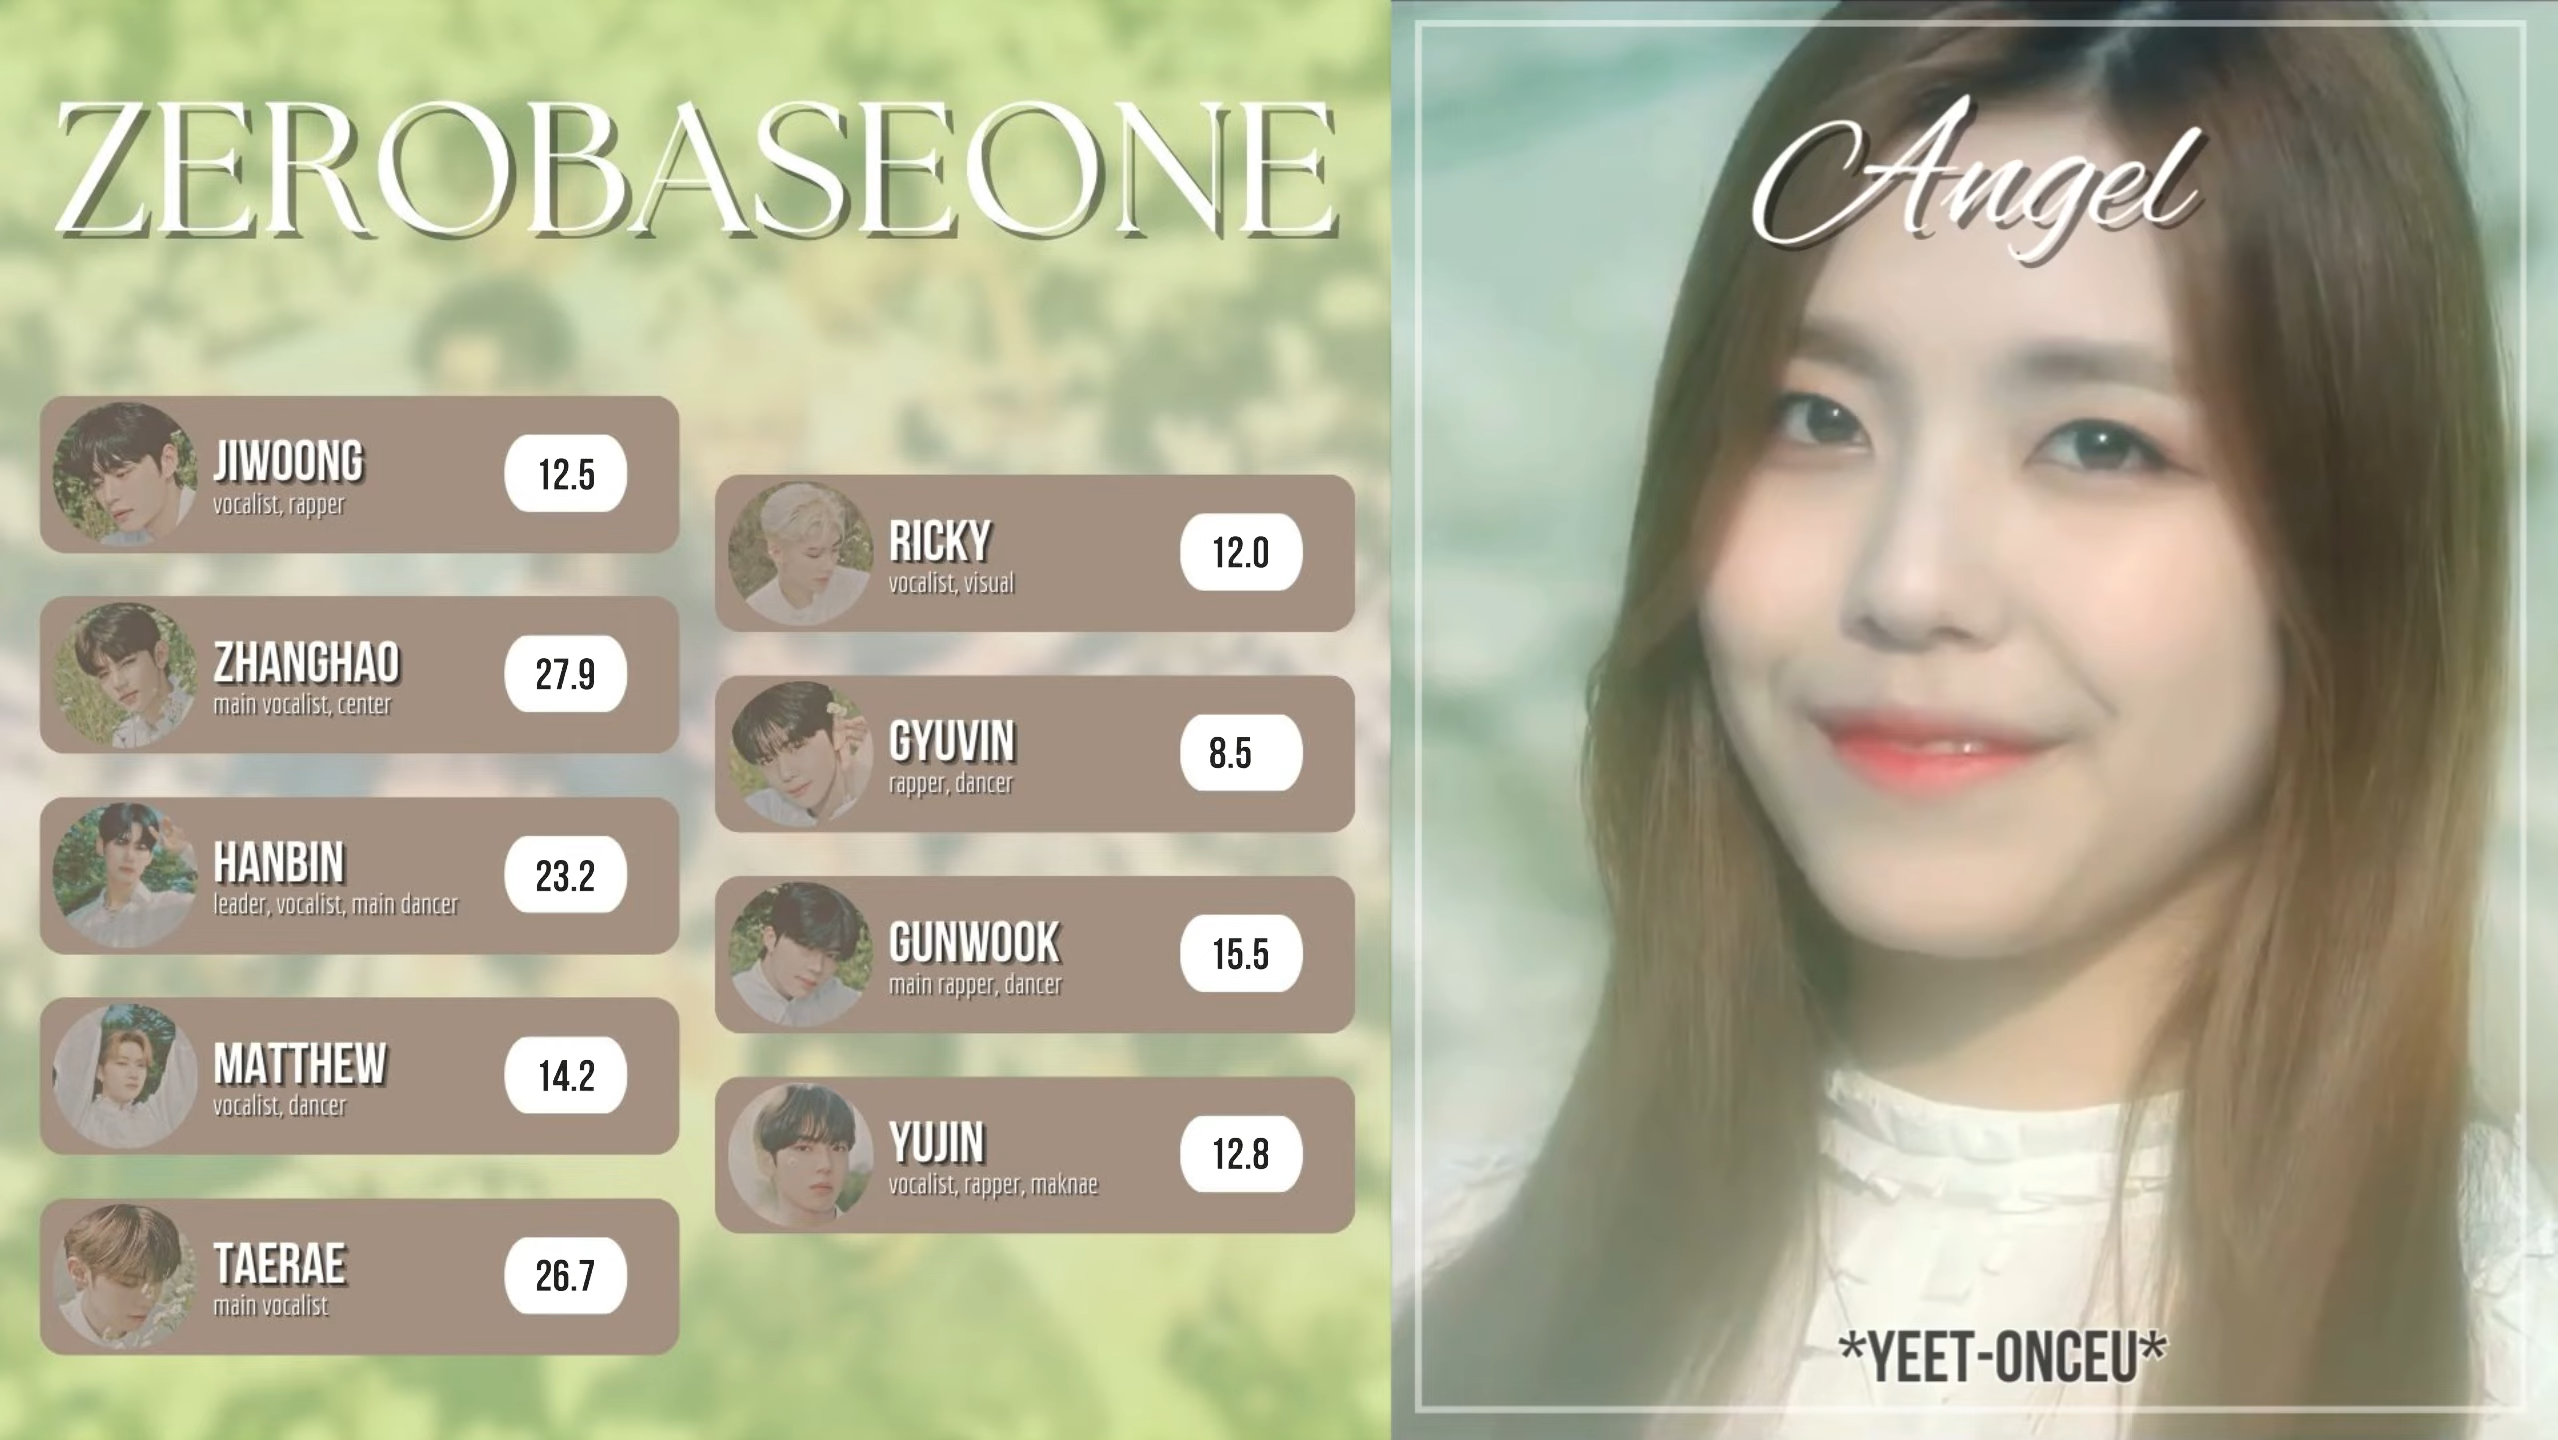 ZEROBASEONE
JIWOONG
vocalist, rapper
12.5
ZHANGHAO
main vocalist, center
27.9
HANBIN
leader, vocalist, main dancer
23.2
MATTHEW
vocalist, dancer
14.2
TAERAE
main vocalist
26.7
RICKY
vocalist, visual
12.0
GYUVIN
rapper, dancer
8.5
GUNWOOK
main rapper, dancer
15.5
YUJIN
vocalist, rapper, maknae
12.8
Angel
*YEET-ONCEU*